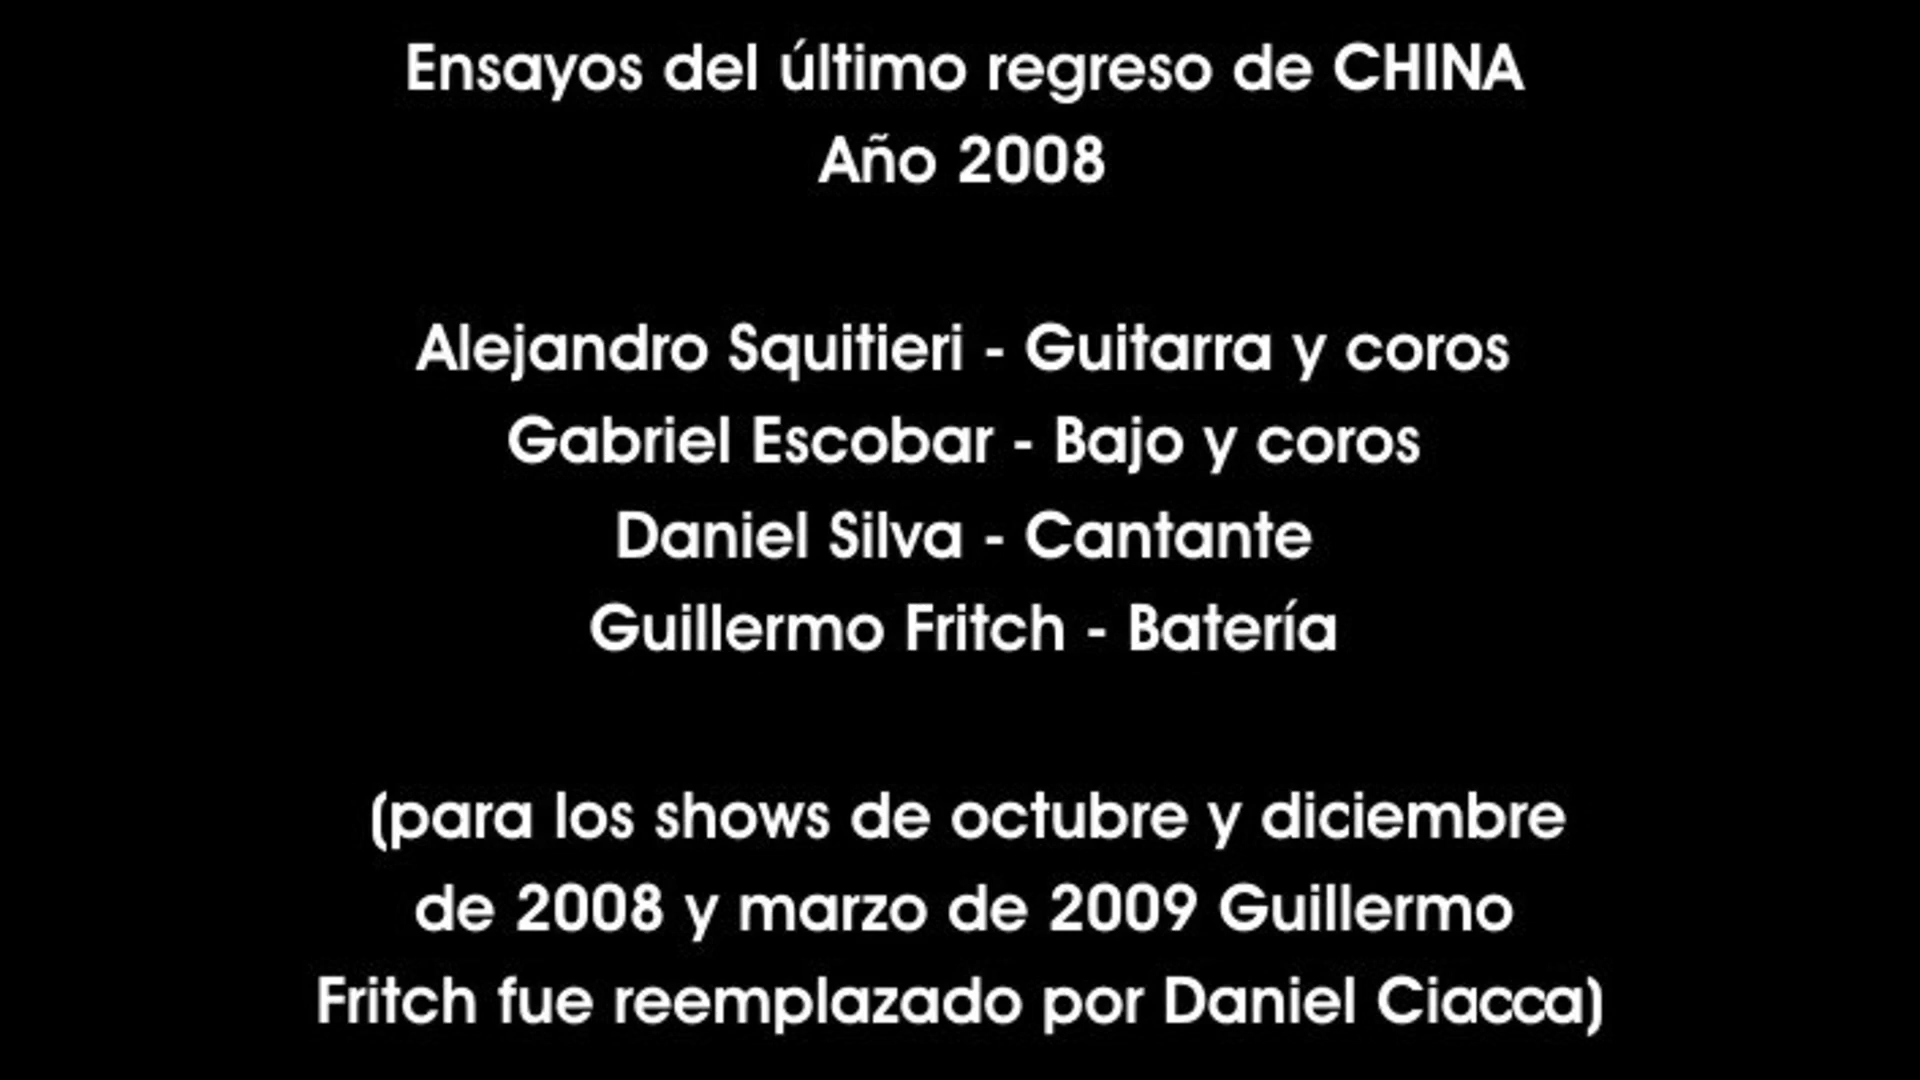 Ensayos del último regreso de CHINA
Año 2008
Alejandro Squitieri - Guitarra y coros
Gabriel Escobar - Bajo y coros
Daniel Silva - Cantante
Guillermo Fritch - Batería
(para los shows de octubre y diciembre
de 2008 y marzo de 2009 Guillermo
Fritch fue reemplazado por Daniel Ciacca)